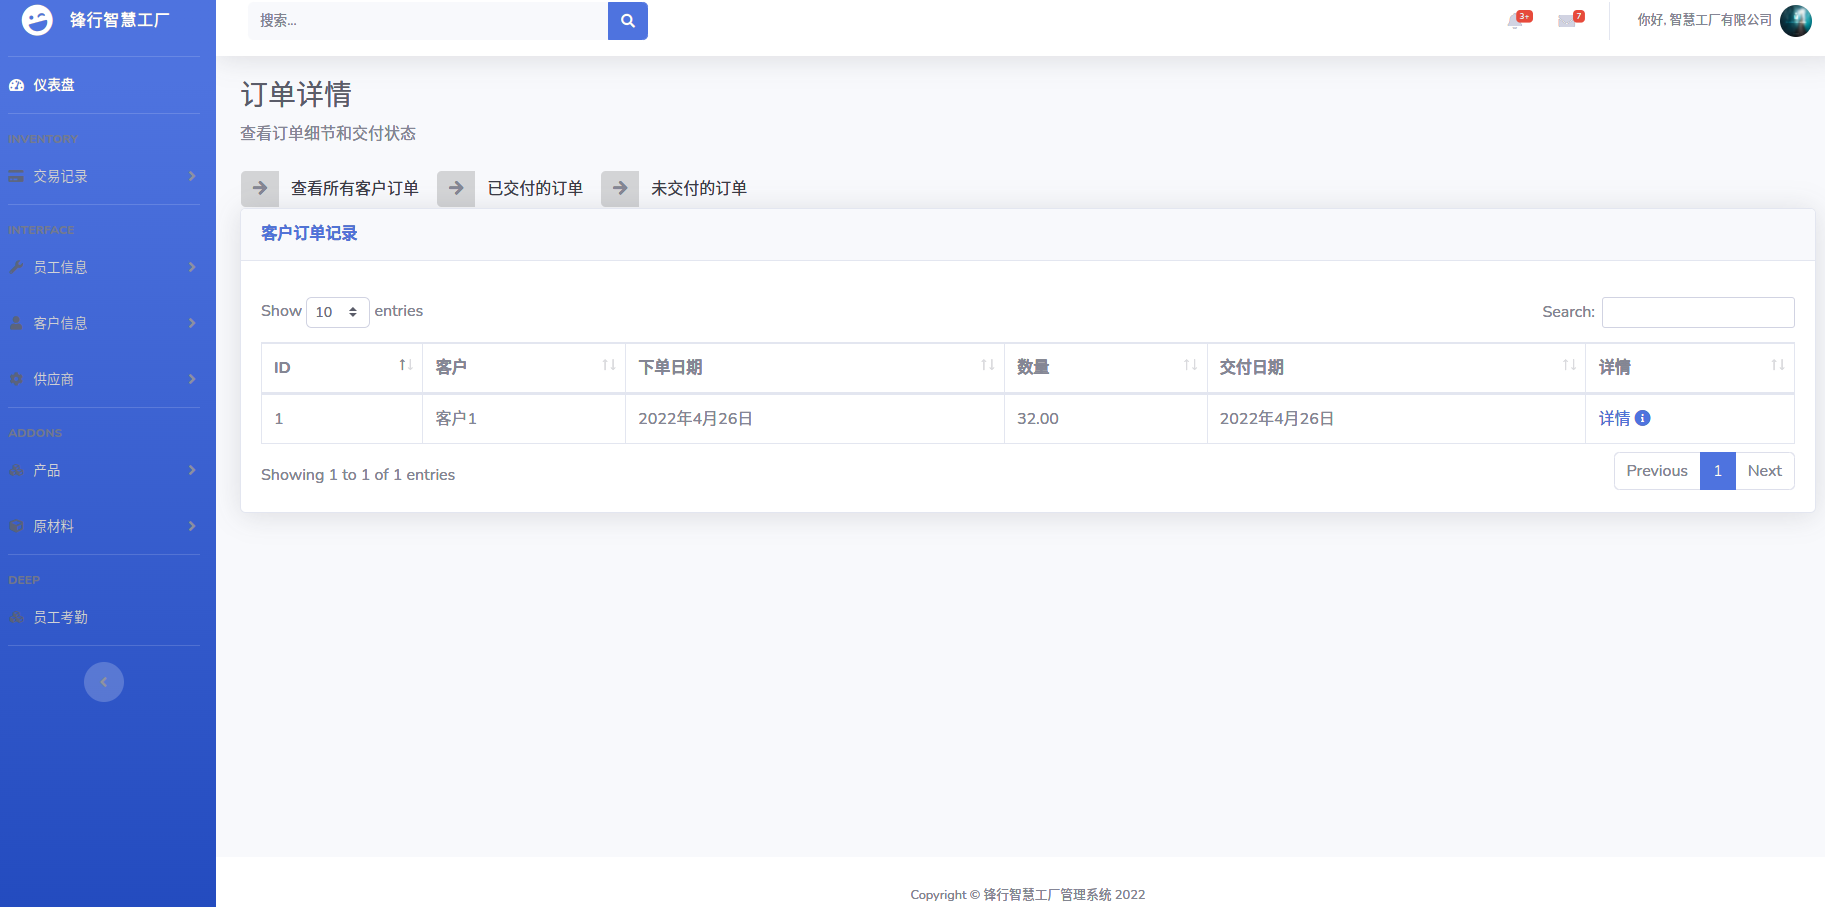 锋行智慧工厂
搜索...
3+
7
你好, 智慧工厂有限公司
仪表盘
INVENTORY
交易记录
INTERFACE
员工信息
客户信息
供应商
ADDONS
产品
原材料
DEEP
员工考勤
订单详情
查看订单细节和交付状态
查看所有客户订单 已交付的订单 未交付的订单
客户订单记录
Show 10 entries Search:
ID 客户 下单日期 数量 交付日期 详情
1 客户1 2022年4月26日 32.00 2022年4月26日 详情
Showing 1 to 1 of 1 entries
Previous 1 Next
Copyright © 锋行智慧工厂管理系统 2022